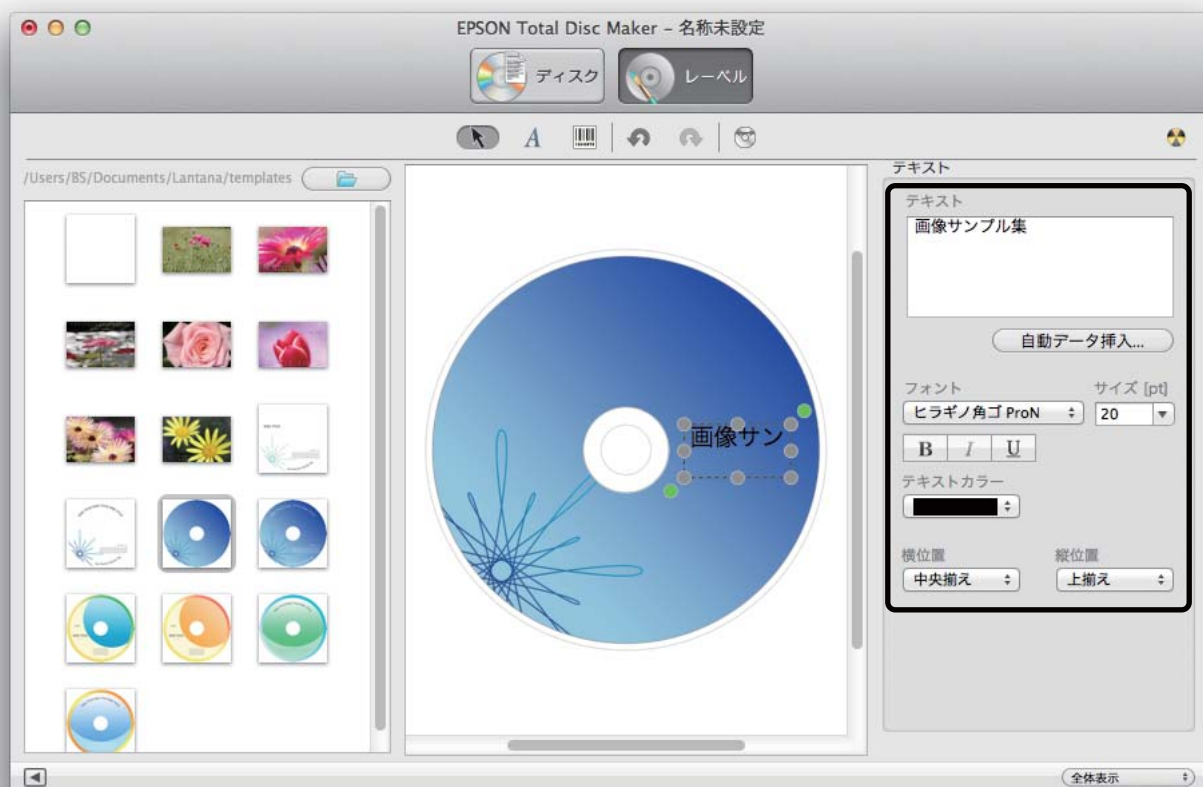 EPSON Total Disc Maker – 名称未設定
ディスク
レーベル
A
/Users/BS/Documents/Lantana/templates
テキスト
テキスト
画像サンプル集
自動データ挿入...
フォント
サイズ [pt]
ヒラギノ角ゴ ProN
20
B I U
テキストカラー
横位置
縦位置
中央揃え
上揃え
画像サン
全体表示